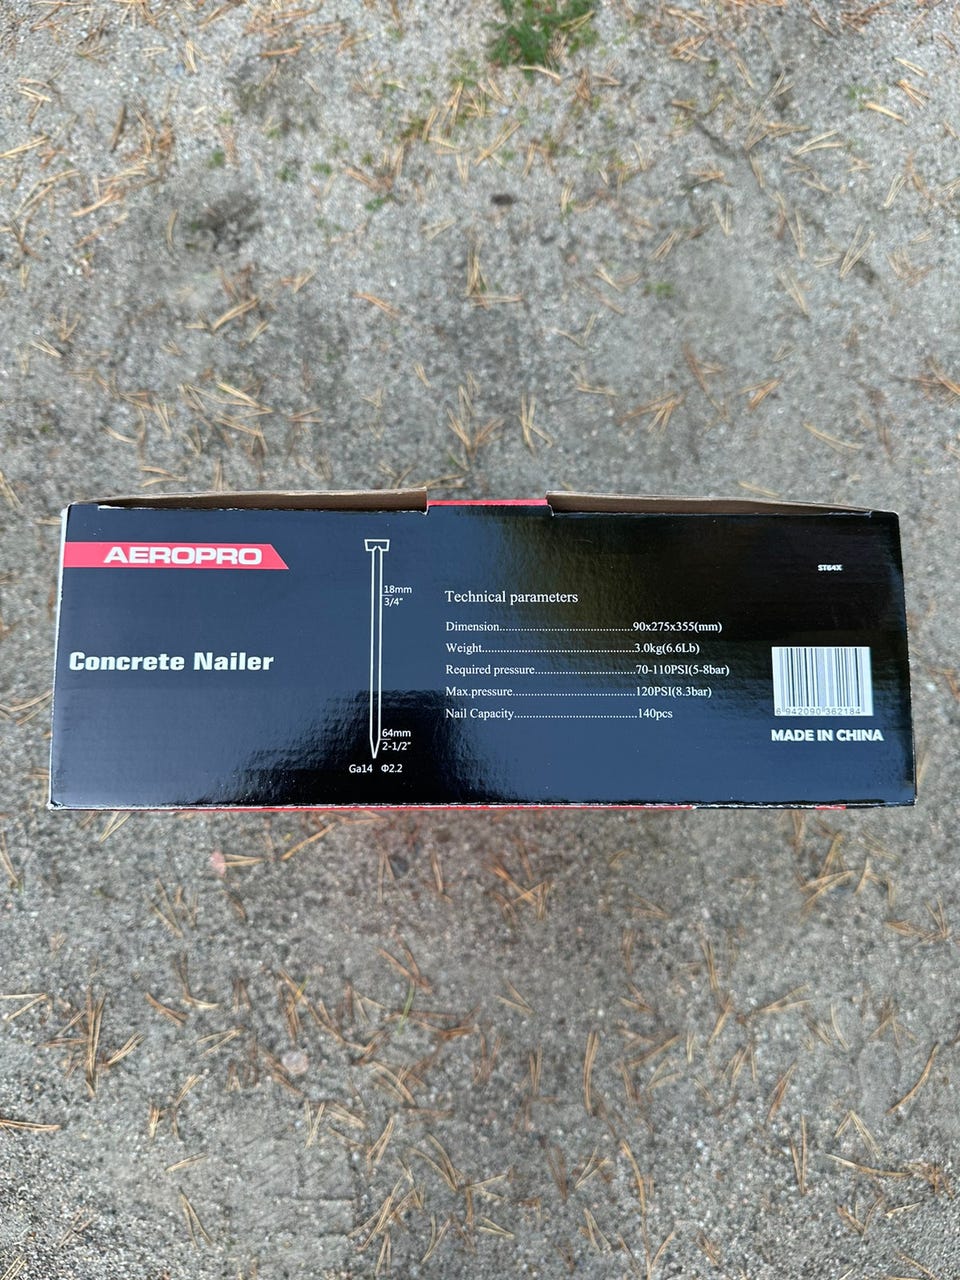 AEROPRO
Concrete Nailer
18mm
3/4"
64mm
2-1/2"
Ga14 Φ2.2
Technical parameters
Dimension..............................................90x275x355(mm)
Weight.....................................................3.0kg(6.6Lb)
Required pressure...................................70-110PSI(5-8bar)
Max.pressure...........................................120PSI(8.3bar)
Nail Capacity...........................................140pcs
ST64X
6 942090 362184
MADE IN CHINA